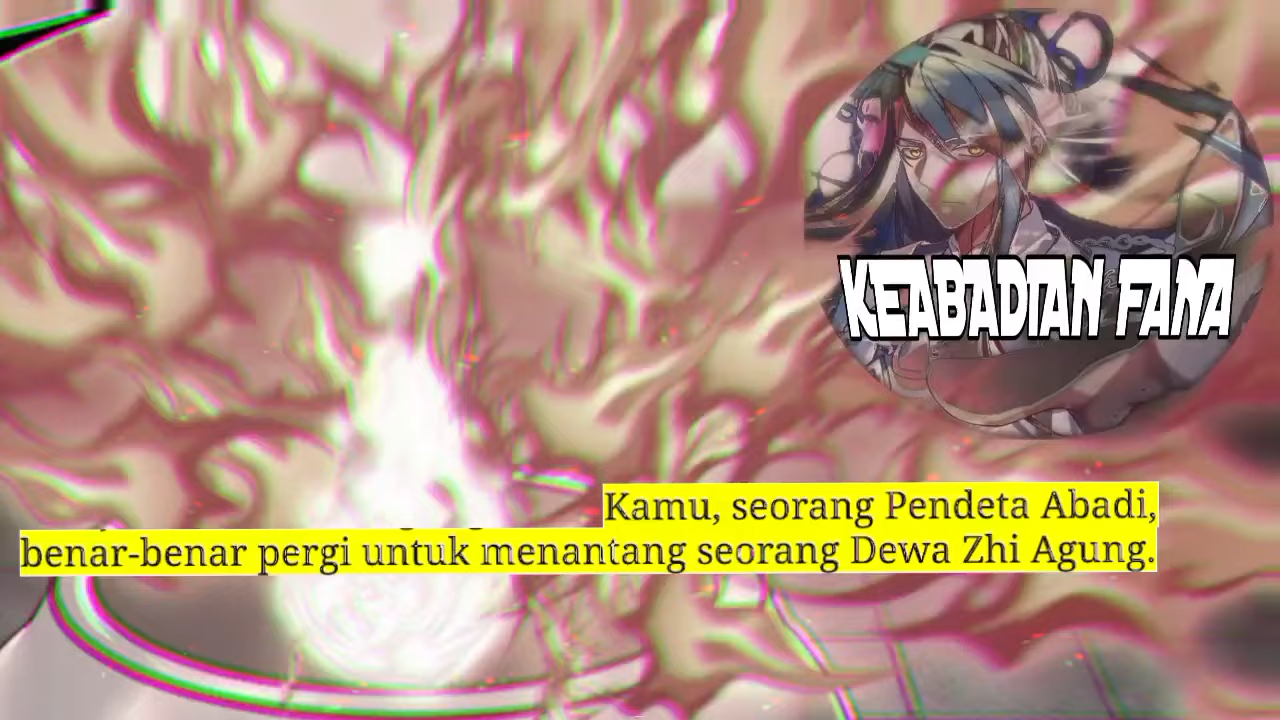 KEABADIAN FANA
Kamu, seorang Pendeta Abadi,
benar-benar pergi untuk menantang seorang Dewa Zhi Agung.